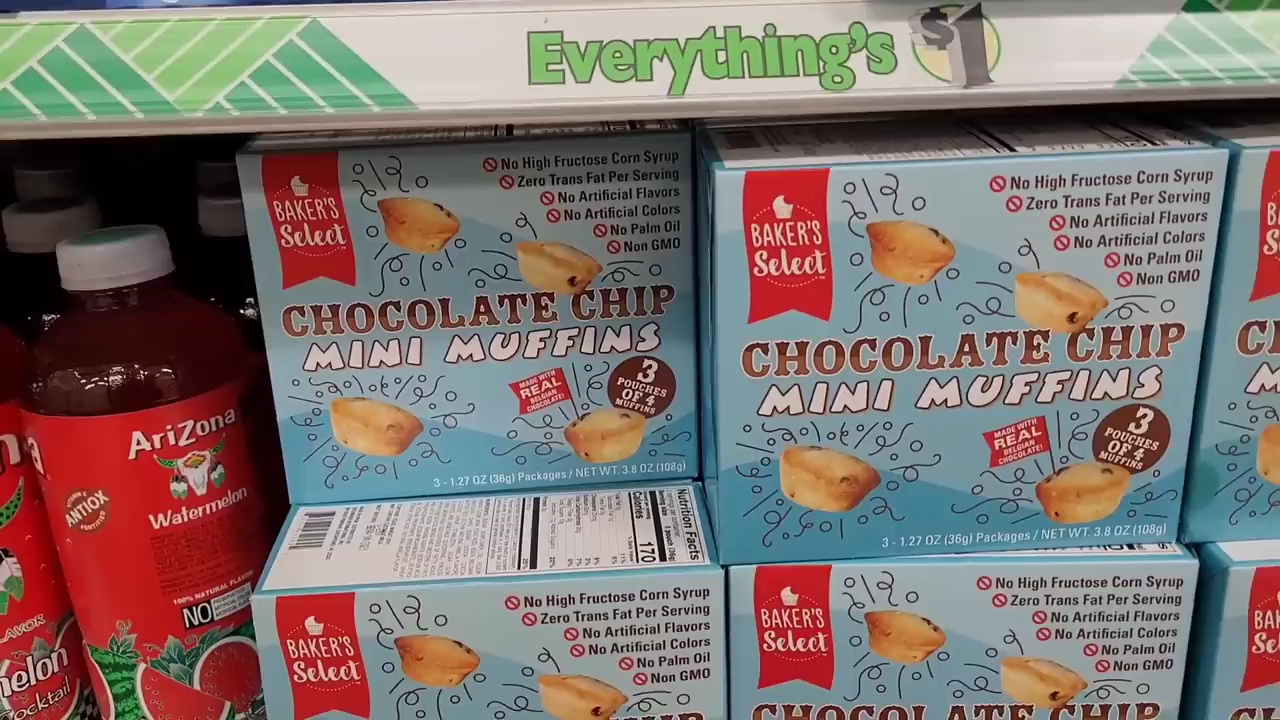 Everything's $1
BAKER'S
Select
No High Fructose Corn Syrup
Zero Trans Fat Per Serving
No Artificial Flavors
No Artificial Colors
No Palm Oil
Non GMO
CHOCOLATE CHIP
MINI MUFFINS
MADE WITH
REAL
BELGIAN
CHOCOLATE!
3
POUCHES
OF 4
MUFFINS
3 - 1.27 OZ (36g) Packages / NET WT. 3.8 OZ (108g)
BAKER'S
Select
No High Fructose Corn Syrup
Zero Trans Fat Per Serving
No Artificial Flavors
No Artificial Colors
No Palm Oil
Non GMO
CHOCOLATE CHIP
MINI MUFFINS
MADE WITH
REAL
BELGIAN
CHOCOLATE!
3
POUCHES
OF 4
MUFFINS
3 - 1.27 OZ (36g) Packages / NET WT. 3.8 OZ (108g)
AriZona
Watermelon
ANTIOX
100% NATURAL FLAVOR
NO
Nutrition Facts
Calories 170
BAKER'S
Select
No High Fructose Corn Syrup
Zero Trans Fat Per Serving
No Artificial Flavors
No Artificial Colors
No Palm Oil
Non GMO
CHIP
BAKER'S
Select
No High Fructose Corn Syrup
Zero Trans Fat Per Serving
No Artificial Flavors
No Artificial Colors
No Palm Oil
Non GMO
CHOCOLATE CHIP
melon
Cocktail